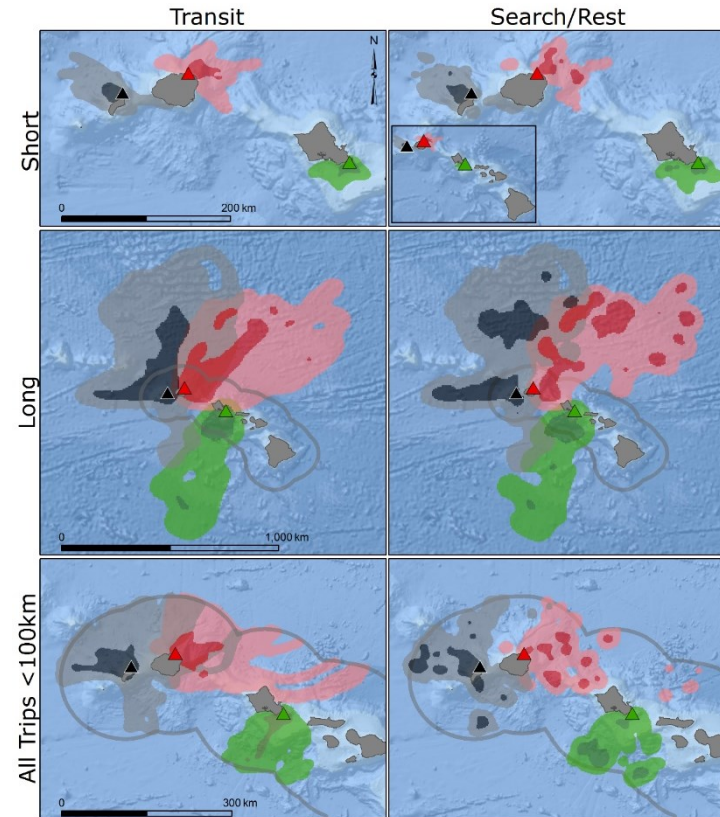 Transit
Search/Rest
Short
N
0
200 km
Long
0
1,000 km
All Trips <100km
0
300 km